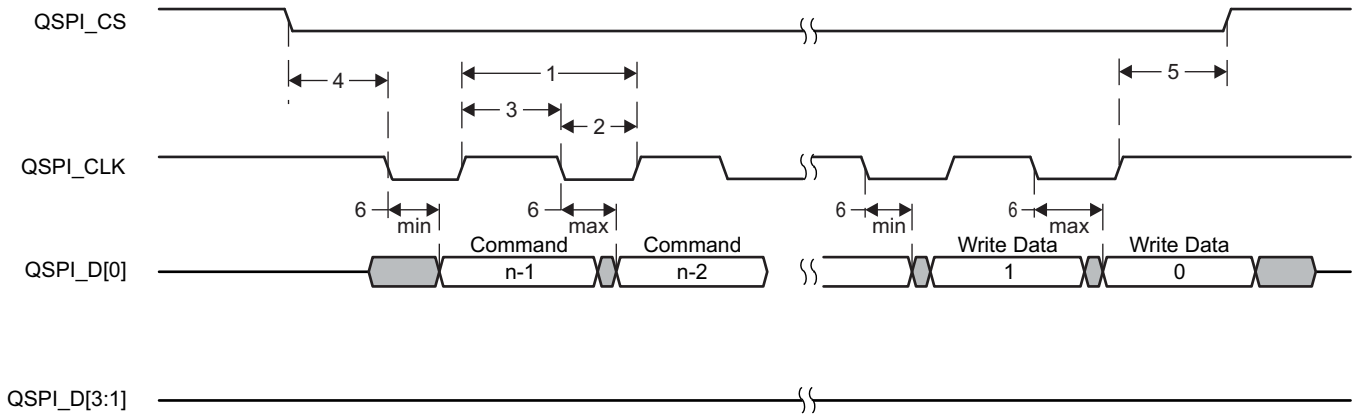 QSPI_CS
4
1
5
3
2
QSPI_CLK
6
min
6
max
6
min
6
max
Command
Command
Write Data
Write Data
QSPI_D[0]
n-1
n-2
1
0
QSPI_D[3:1]